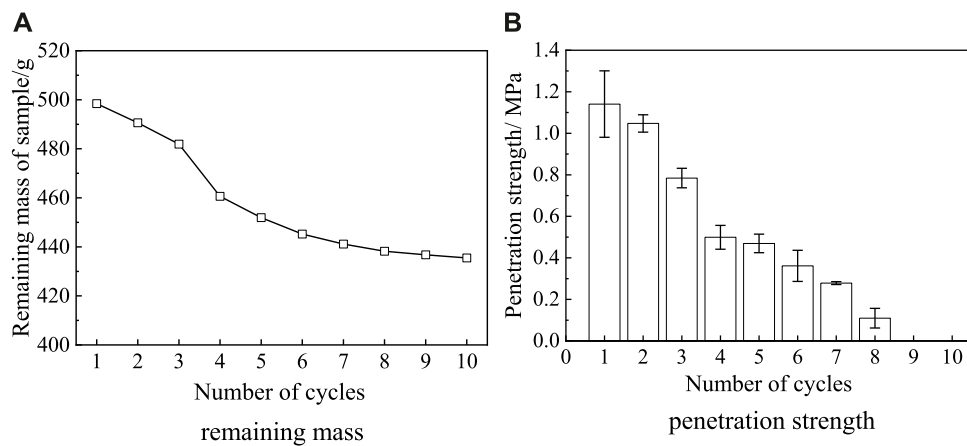 A
520
500
480
460
440
420
400
Remaining mass of sample/g
1 2 3 4 5 6 7 8 9 10
Number of cycles
remaining mass
B
1.4
1.2
1.0
0.8
0.6
0.4
0.2
0.0
Penetration strength/ MPa
0 1 2 3 4 5 6 7 8 9 10
Number of cycles
penetration strength